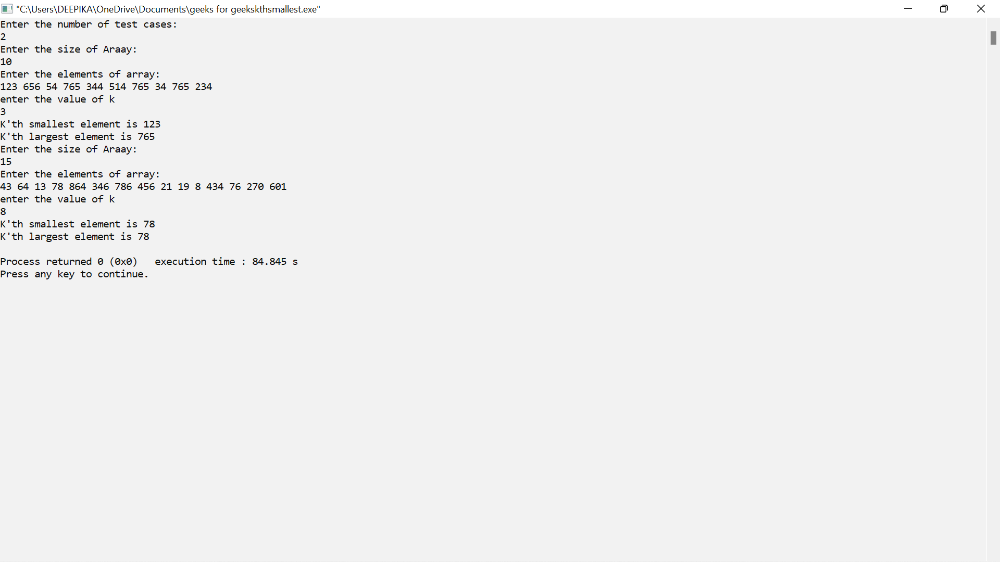 "C:\Users\DEEPIKA\OneDrive\Documents\geeks for geekskthsmallest.exe"
Enter the number of test cases:
2
Enter the size of Araay:
10
Enter the elements of array:
123 656 54 765 344 514 765 34 765 234
enter the value of k
3
K'th smallest element is 123
K'th largest element is 765
Enter the size of Araay:
15
Enter the elements of array:
43 64 13 78 864 346 786 456 21 19 8 434 76 270 601
enter the value of k
8
K'th smallest element is 78
K'th largest element is 78
Process returned 0 (0x0)   execution time : 84.845 s
Press any key to continue.